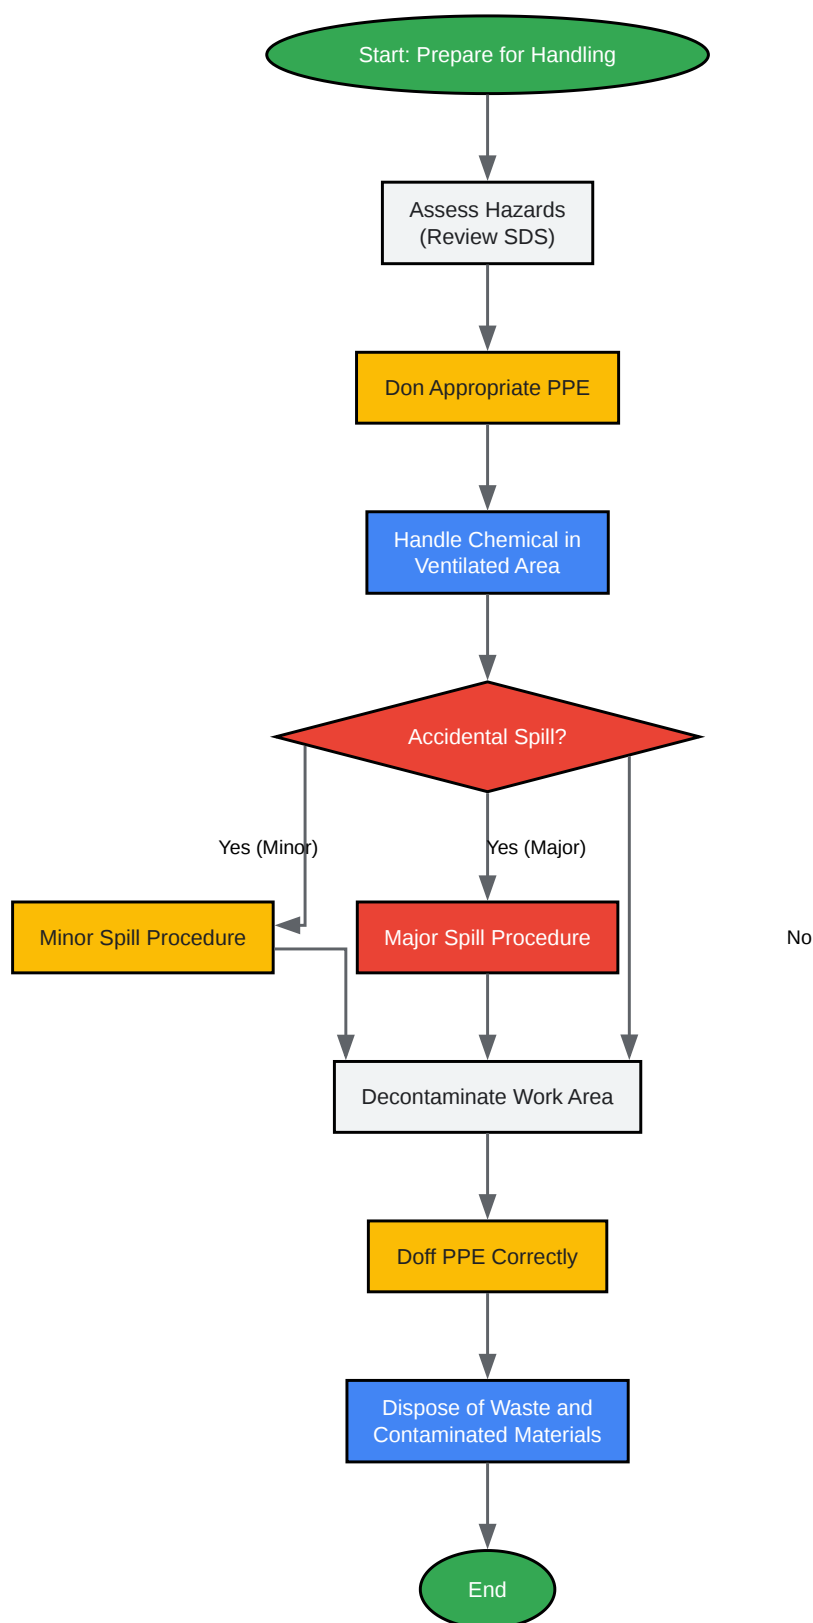 Start: Prepare for Handling
Assess Hazards
(Review SDS)
Don Appropriate PPE
Handle Chemical in
Ventilated Area
Accidental Spill?
Yes (Minor)
Yes (Major)
Minor Spill Procedure
Major Spill Procedure
No
Decontaminate Work Area
Doff PPE Correctly
Dispose of Waste and
Contaminated Materials
End